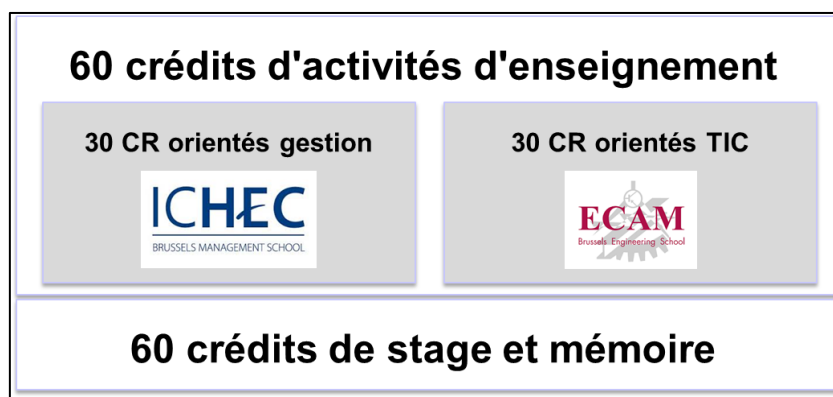 60 crédits d'activités d'enseignement
30 CR orientés gestion
ICHEC
BRUSSELS MANAGEMENT SCHOOL
30 CR orientés TIC
ECAM
Brussels Engineering School
60 crédits de stage et mémoire